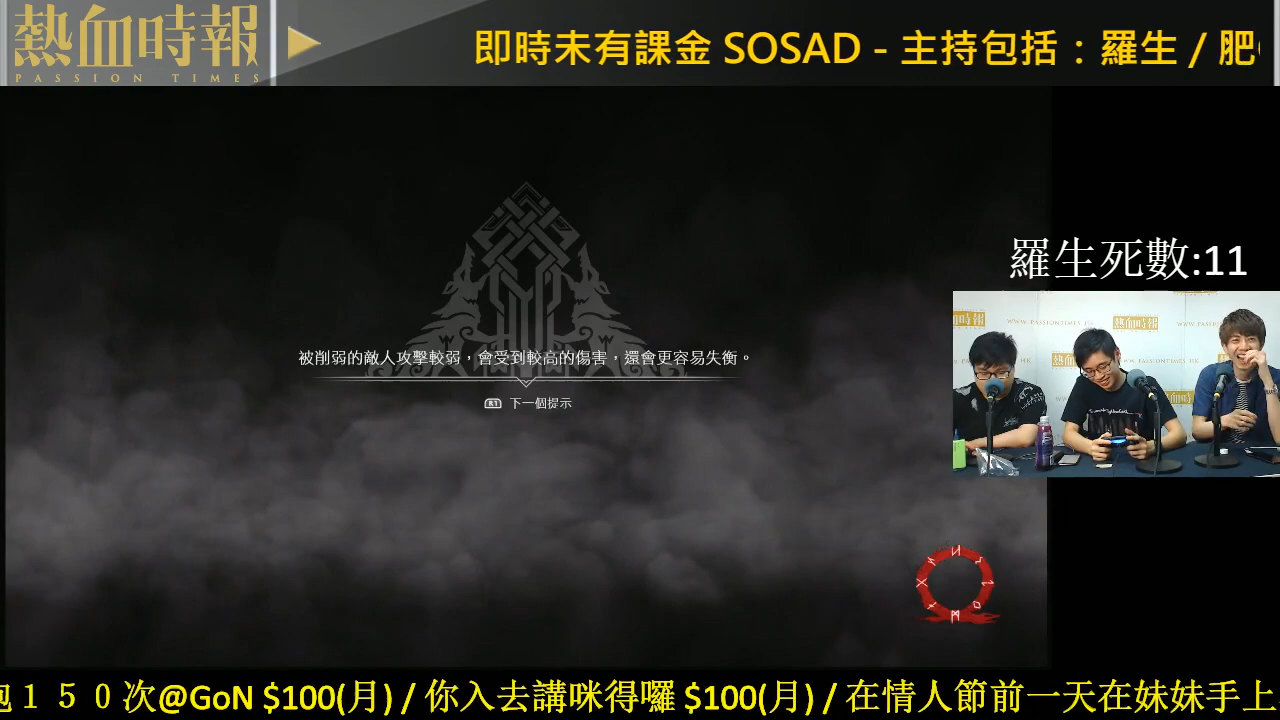 熱血時報
PASSION TIMES
即時未有課金 SOSAD - 主持包括：羅生 / 肥
羅生死數:11
被削弱的敵人攻擊較弱，會受到較高的傷害，還會更容易失衡。
R1 下一個提示
１５０次@GoN $100(月) / 你入去講咪得囉 $100(月) / 在情人節前一天在妹妹手上